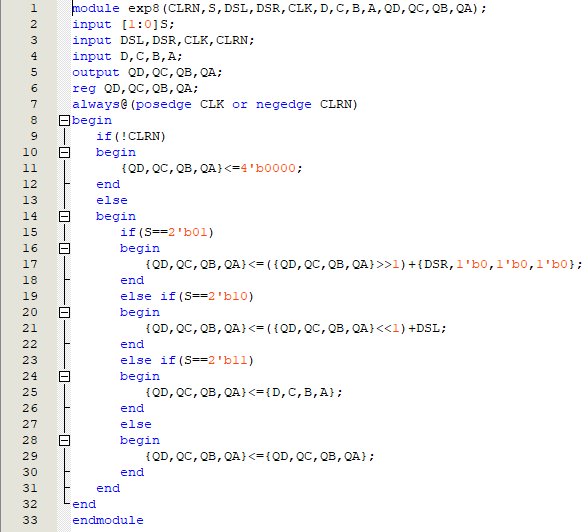 1 module exp8(CLRN,S,DSL,DSR,CLK,D,C,B,A,QD,QC,QB,QA);
2 input [1:0]S;
3 input DSL,DSR,CLK,CLRN;
4 input D,C,B,A;
5 output QD,QC,QB,QA;
6 reg QD,QC,QB,QA;
7 always@(posedge CLK or negedge CLRN)
8 begin
9 if(!CLRN)
10 begin
11 {QD,QC,QB,QA}<=4'b0000;
12 end
13 else
14 begin
15 if(S==2'b01)
16 begin
17 {QD,QC,QB,QA}<=({QD,QC,QB,QA}>>1)+{DSR,1'b0,1'b0,1'b0};
18 end
19 else if(S==2'b10)
20 begin
21 {QD,QC,QB,QA}<=({QD,QC,QB,QA}<<1)+DSL;
22 end
23 else if(S==2'b11)
24 begin
25 {QD,QC,QB,QA}<={D,C,B,A};
26 end
27 else
28 begin
29 {QD,QC,QB,QA}<={QD,QC,QB,QA};
30 end
31 end
32 end
33 endmodule